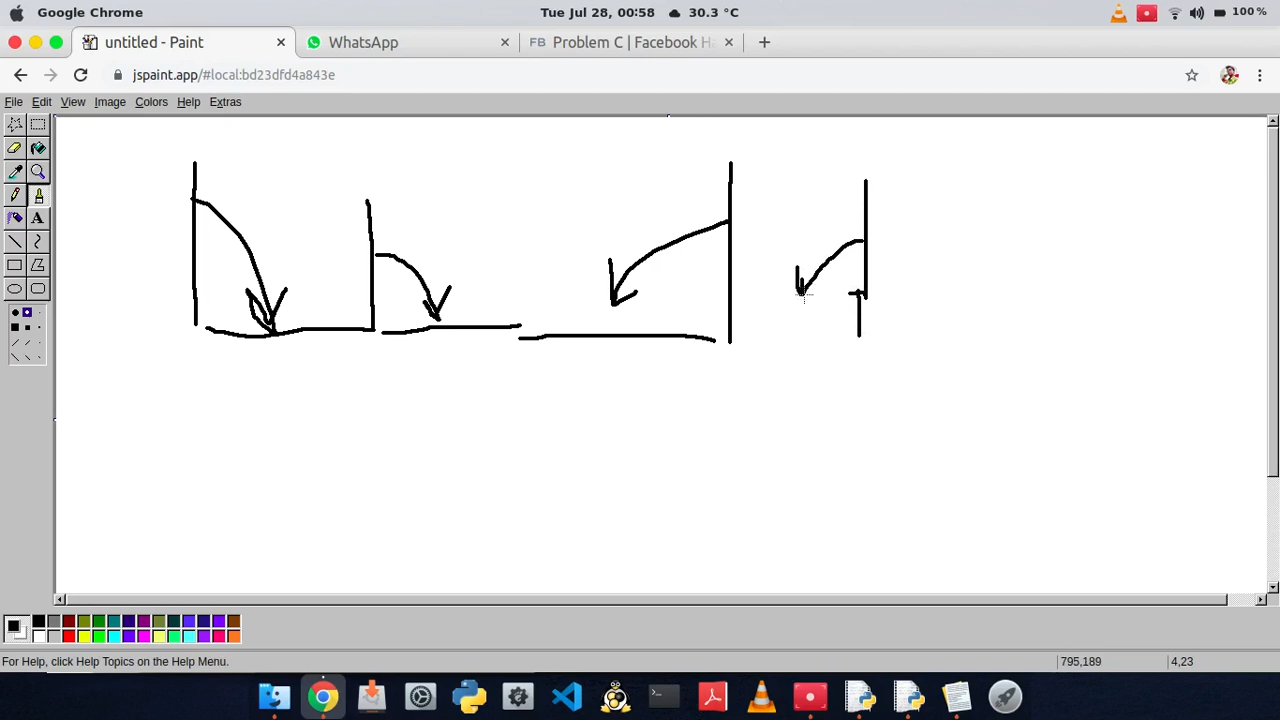 Google Chrome
Tue Jul 28, 00:58
30.3 °C
100 %
untitled - Paint
WhatsApp
FB
Problem C | Facebook Ha
jspaint.app/#local:bd23dfd4a843e
File Edit View Image Colors Help Extras
A
For Help, click Help Topics on the Help Menu.
795,189
4,23